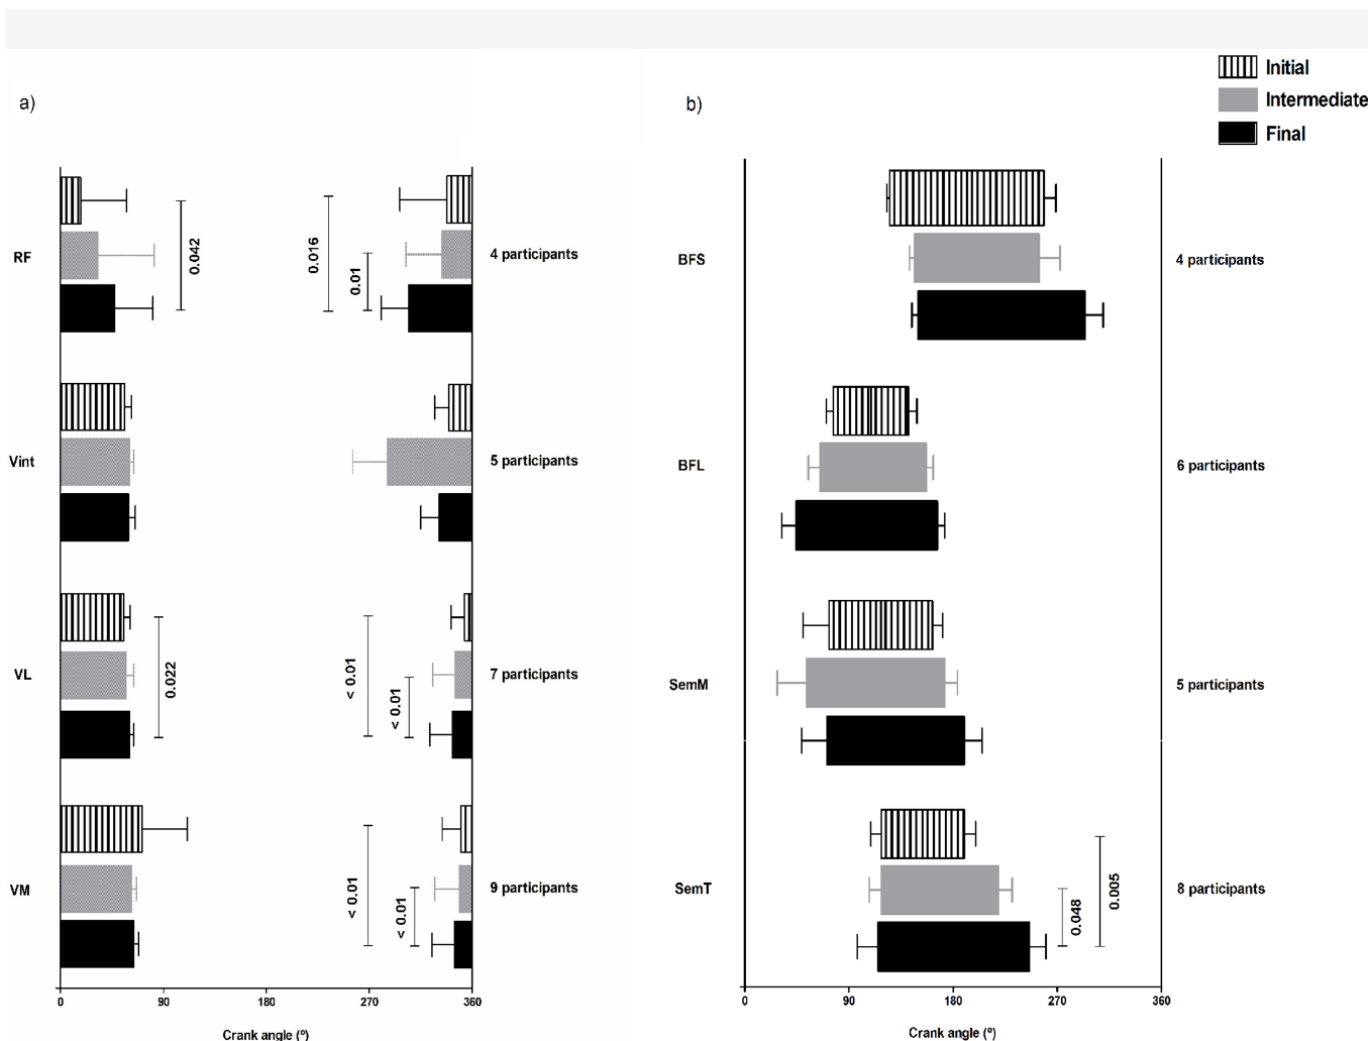 Initial
Intermediate
Final
a)
RF
0.042
0.016
0.01
4 participants
Vint
5 participants
VL
0.022
< 0.01
< 0.01
7 participants
VM
< 0.01
< 0.01
9 participants
0 90 180 270 360
Crank angle (º)
b)
BFS
4 participants
BFL
6 participants
SemM
5 participants
SemT
0.048
0.005
8 participants
0 90 180 270 360
Crank angle (º)